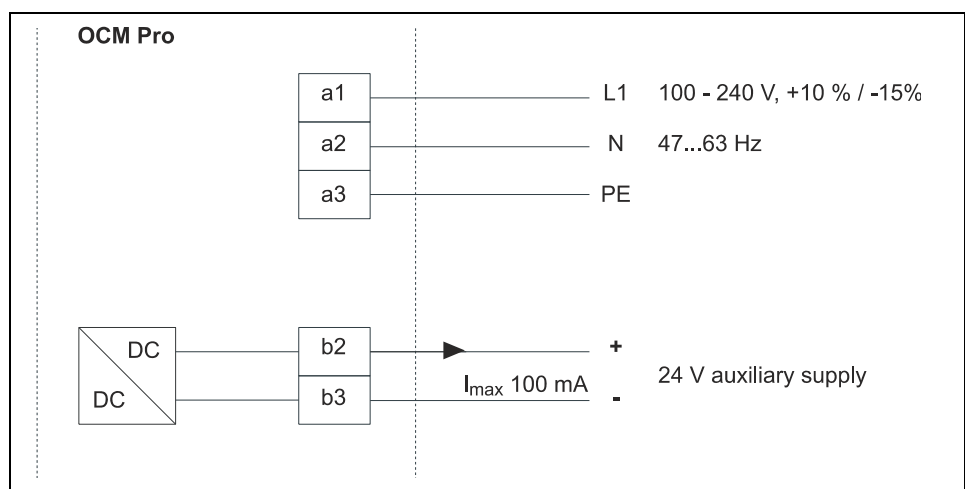 OCM Pro
a1 L1 100 - 240 V, +10 % / -15%
a2 N 47...63 Hz
a3 PE
DC b2 +
Imax 100 mA 24 V auxiliary supply
DC b3 -